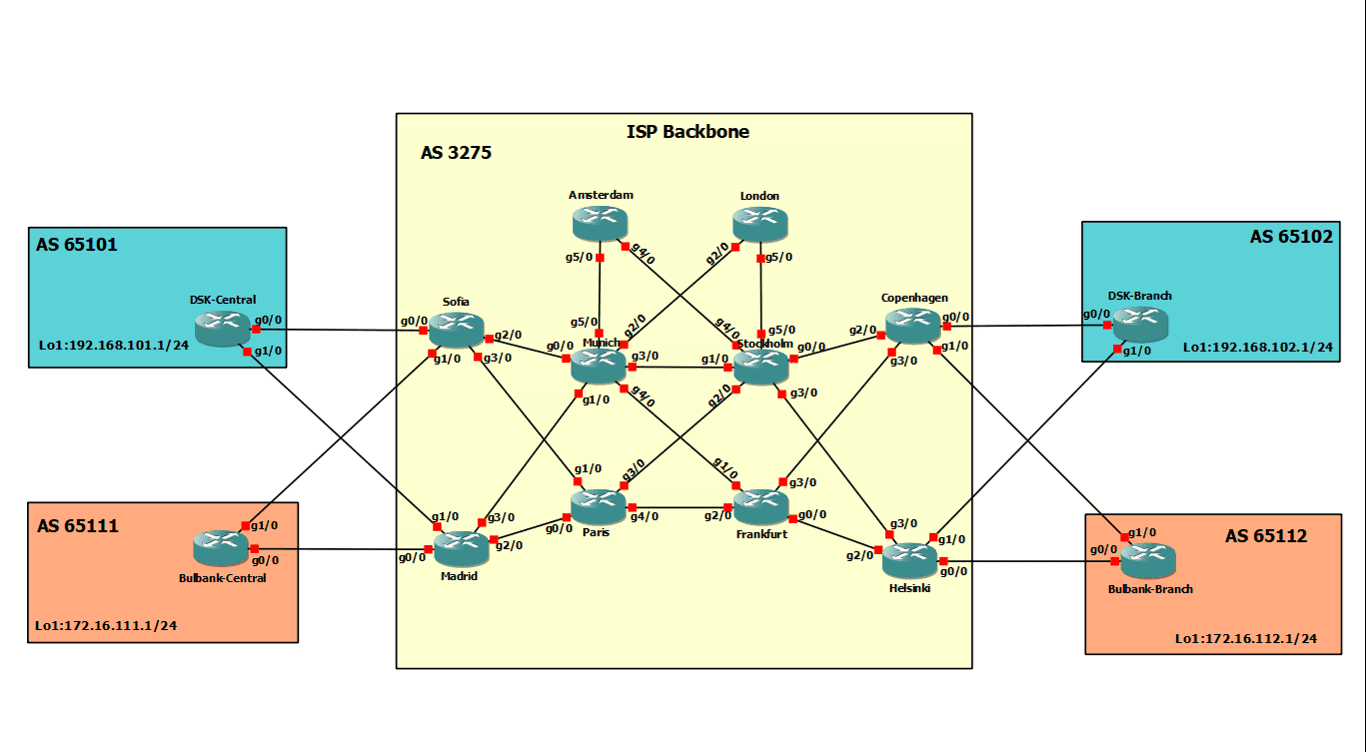 ISP Backbone
AS 3275
Amsterdam
London
g5/0
g4/0
g2/0
g5/0
AS 65101
DSK-Central
g0/0
g1/0
Lo1:192.168.101.1/24
AS 65102
DSK-Branch
g0/0
g1/0
Lo1:192.168.102.1/24
Sofia
g0/0
g2/0
g1/0
g3/0
Munich
g5/0
g2/0
g0/0
g3/0
g1/0
g4/0
Stockholm
g4/0
g5/0
g1/0
g0/0
g2/0
g3/0
Copenhagen
g0/0
g2/0
g1/0
g3/0
AS 65111
g1/0
g0/0
Bulbank-Central
Lo1:172.16.111.1/24
g1/0
g3/0
g0/0
g2/0
Madrid
g1/0
g3/0
g0/0
g4/0
Paris
g1/0
g3/0
g2/0
g0/0
Frankfurt
g3/0
g1/0
g2/0
g0/0
Helsinki
AS 65112
g1/0
g0/0
Bulbank-Branch
Lo1:172.16.112.1/24